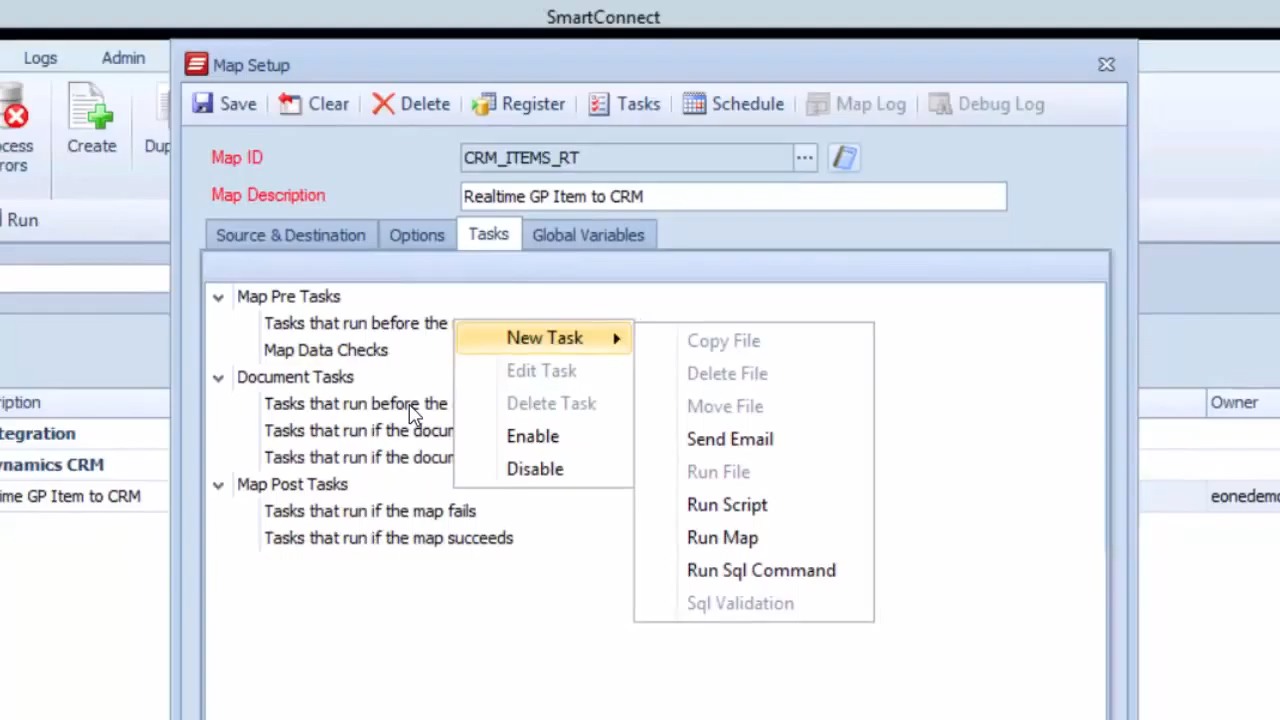 SmartConnect
Logs Admin
Map Setup
Save Clear Delete Register Tasks Schedule Map Log Debug Log
Create
Run
Map ID CRM_ITEMS_RT ...
Map Description Realtime GP Item to CRM
Source & Destination Options Tasks Global Variables
Map Pre Tasks
Tasks that run before the
Map Data Checks
Document Tasks
Tasks that run before the
Tasks that run if the docum
Tasks that run if the docum
Map Post Tasks
Tasks that run if the map fails
Tasks that run if the map succeeds
New Task
Edit Task
Delete Task
Enable
Disable
Copy File
Delete File
Move File
Send Email
Run File
Run Script
Run Map
Run Sql Command
Sql Validation
ription
tegration
ynamics CRM
ime GP Item to CRM
Owner
eonedemo